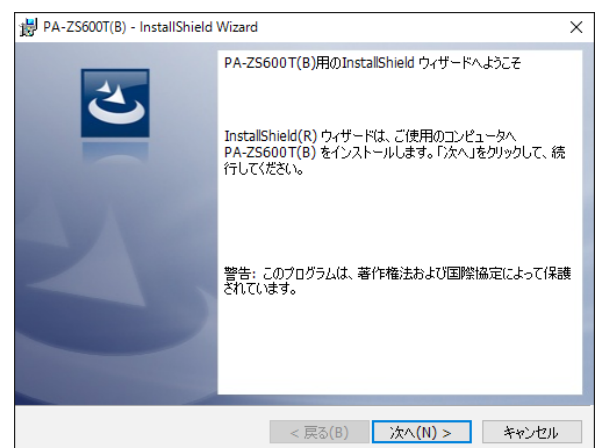 PA-ZS600T(B) - InstallShield Wizard
PA-ZS600T(B)用のInstallShield ウィザードへようこそ
InstallShield(R) ウィザードは、ご使用のコンピュータへ
PA-ZS600T(B) をインストールします。「次へ」をクリックして、続
行してください。
警告: このプログラムは、著作権法および国際協定によって保護
されています。
< 戻る(B)
次へ(N) >
キャンセル